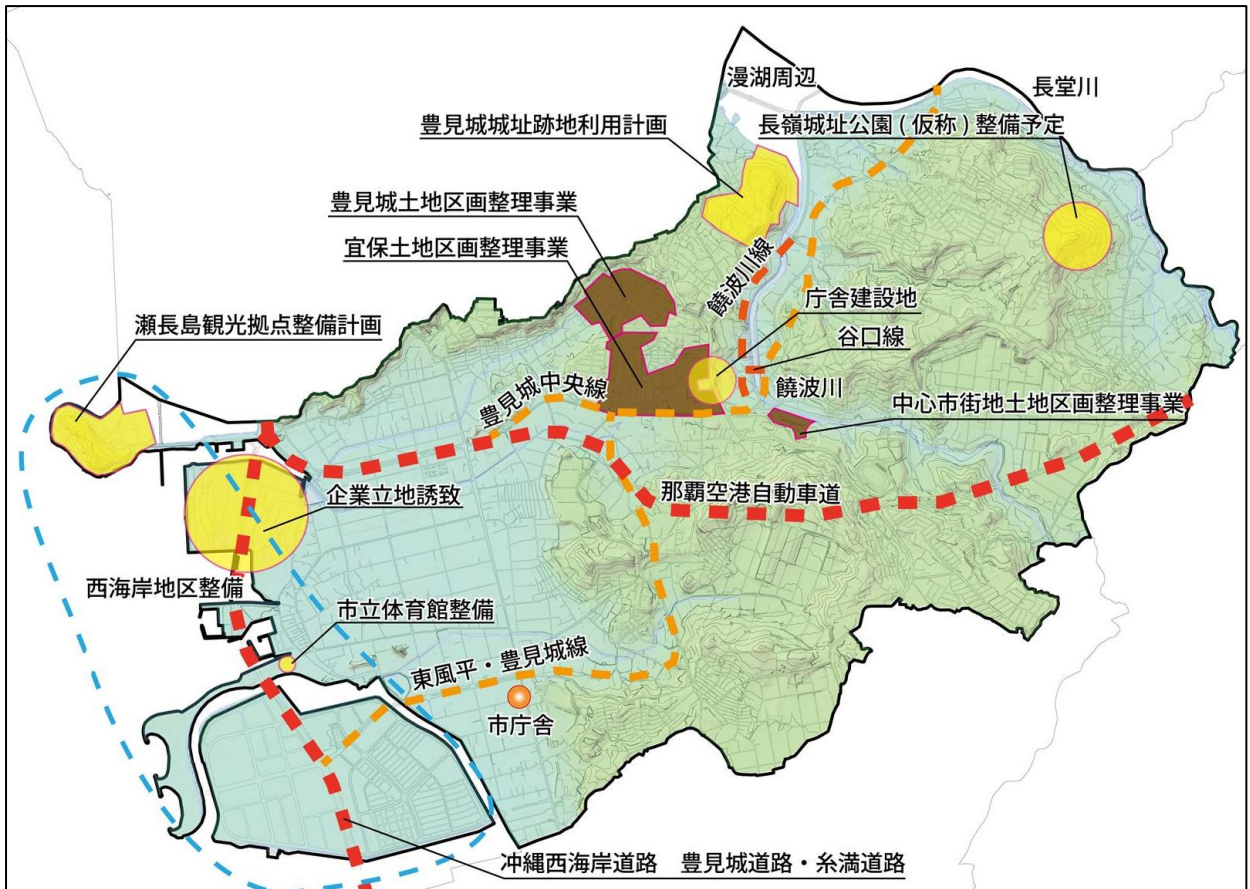 漫湖周辺
長堂川
豊見城城址跡地利用計画
長嶺城址公園(仮称)整備予定
豊見城土地区画整理事業
宜保土地区画整理事業
饒波川線
庁舎建設地
瀬長島観光拠点整備計画
谷口線
豊見城中央線
饒波川
中心市街地土地区画整理事業
企業立地誘致
那覇空港自動車道
西海岸地区整備
市立体育館整備
東風平・豊見城線
市庁舎
沖縄西海岸道路 豊見城道路・糸満道路